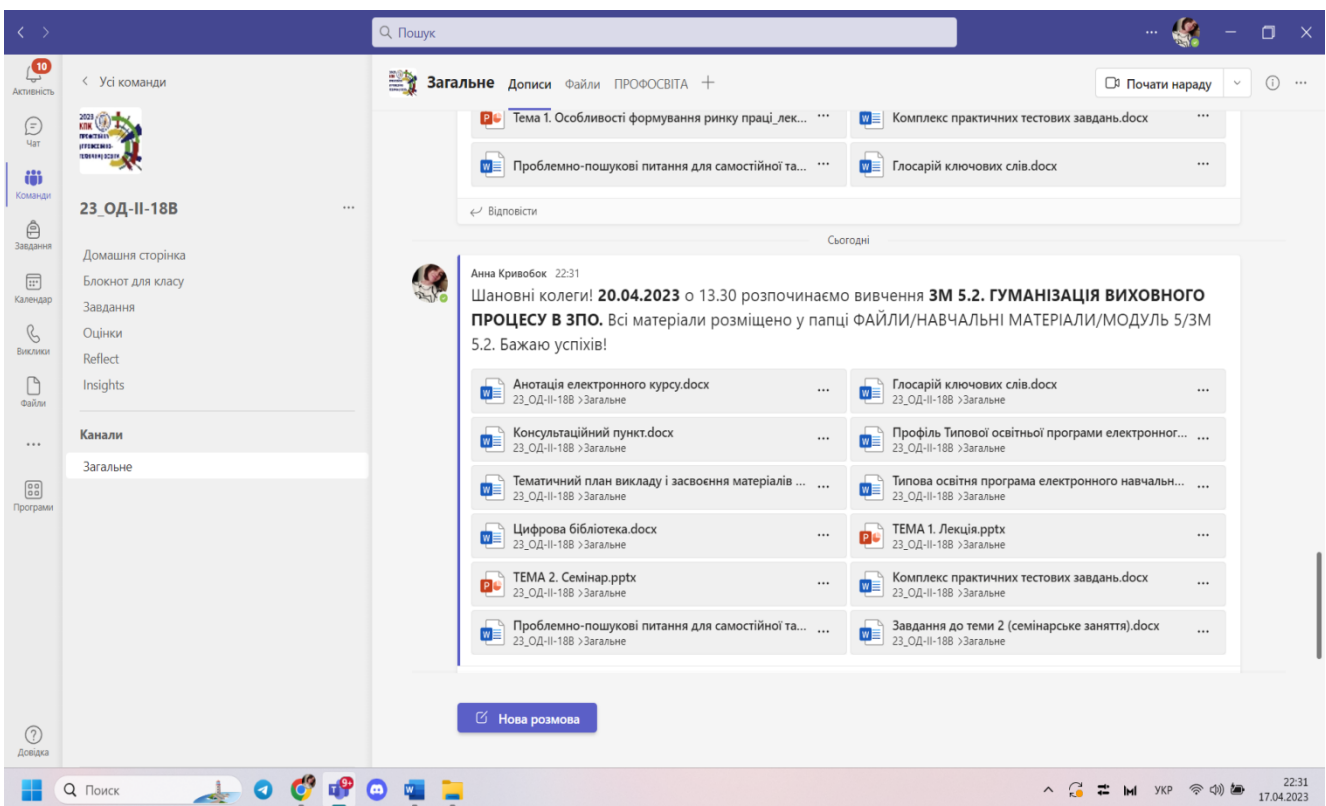 Пошук
10
Активність
Чат
Команди
Завдання
Календар
Виклики
Файли
Програми
Довідка
Усі команди
2023
КПК
23_ОД-ІІ-18В
Домашня сторінка
Блокнот для класу
Завдання
Оцінки
Reflect
Insights
Канали
Загальне
Загальне Дописи Файли ПРОФОСВІТА
Почати нараду
Тема 1. Особливості формування ринку праці_лек...
Комплекс практичних тестових завдань.docx
Проблемно-пошукові питання для самостійної та...
Глосарій ключових слів.docx
Відповісти
Сьогодні
Анна Кривобок 22:31
Шановні колеги! 20.04.2023 о 13.30 розпочинаємо вивчення ЗМ 5.2. ГУМАНІЗАЦІЯ ВИХОВНОГО
ПРОЦЕСУ В ЗПО. Всі матеріали розміщено у папці ФАЙЛИ/НАВЧАЛЬНІ МАТЕРІАЛИ/МОДУЛЬ 5/ЗМ
5.2. Бажаю успіхів!
Анотація електронного курсу.docx
23_ОД-ІІ-18В >Загальне
Глосарій ключових слів.docx
23_ОД-ІІ-18В >Загальне
Консультаційний пункт.docx
23_ОД-ІІ-18В >Загальне
Профіль Типової освітньої програми електронног...
23_ОД-ІІ-18В >Загальне
Тематичний план викладу і засвоєння матеріалів ...
23_ОД-ІІ-18В >Загальне
Типова освітня програма електронного навчальн...
23_ОД-ІІ-18В >Загальне
Цифрова бібліотека.docx
23_ОД-ІІ-18В >Загальне
ТЕМА 1. Лекція.pptx
23_ОД-ІІ-18В >Загальне
ТЕМА 2. Семінар.pptx
23_ОД-ІІ-18В >Загальне
Комплекс практичних тестових завдань.docx
23_ОД-ІІ-18В >Загальне
Проблемно-пошукові питання для самостійної та...
23_ОД-ІІ-18В >Загальне
Завдання до теми 2 (семінарське заняття).docx
23_ОД-ІІ-18В >Загальне
Нова розмова
Поиск
9+
УКР
22:31
17.04.2023